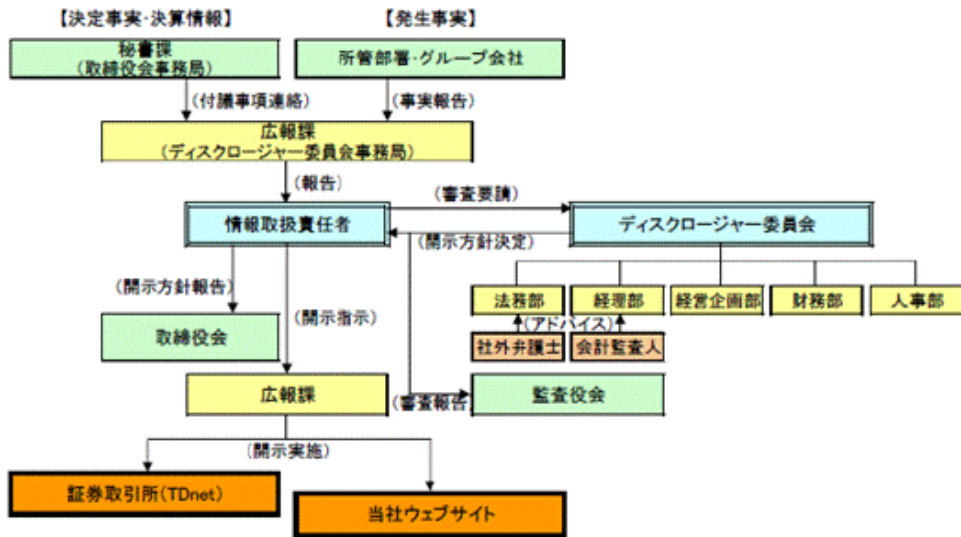 【決定事実・決算情報】
【発生事実】
秘書課
(取締役会事務局)
所管部署・グループ会社
(付議事項連絡)
(事実報告)
広報課
(ディスクロージャー委員会事務局)
(報告)
(審査要請)
情報取扱責任者
ディスクロージャー委員会
(開示方針決定)
(開示方針報告)
(開示指示)
法務部
経理部
経営企画部
財務部
人事部
(アドバイス)
社外弁護士
会計監査人
取締役会
広報課
(審査報告)
監査役会
(開示実施)
証券取引所(TDnet)
当社ウェブサイト